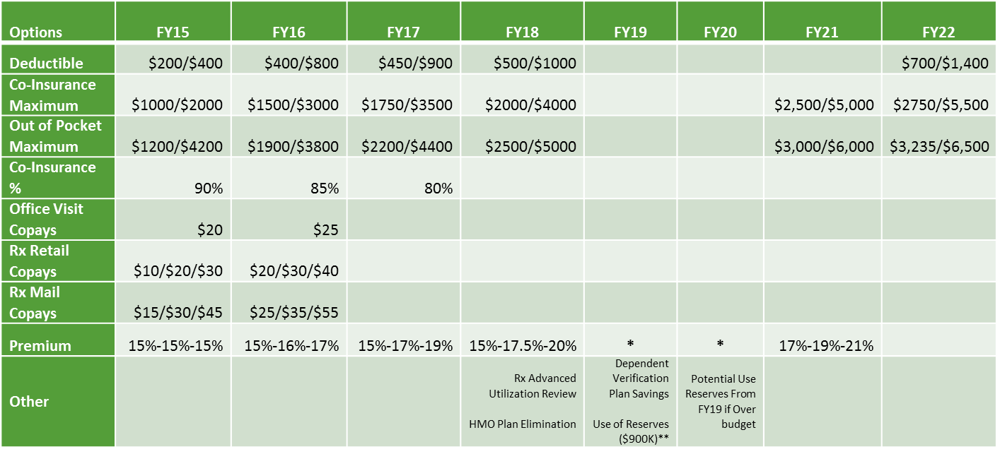 Options FY15 FY16 FY17 FY18 FY19 FY20 FY21 FY22
Deductible $200/$400 $400/$800 $450/$900 $500/$1000 $700/$1,400
Co-Insurance
Maximum $1000/$2000 $1500/$3000 $1750/$3500 $2000/$4000 $2,500/$5,000 $2750/$5,500
Out of Pocket
Maximum $1200/$4200 $1900/$3800 $2200/$4400 $2500/$5000 $3,000/$6,000 $3,235/$6,500
Co-Insurance
% 90% 85% 80%
Office Visit
Copays $20 $25
Rx Retail
Copays $10/$20/$30 $20/$30/$40
Rx Mail
Copays $15/$30/$45 $25/$35/$55
Premium 15%-15%-15% 15%-16%-17% 15%-17%-19% 15%-17.5%-20% * * 17%-19%-21%
Other
Rx Advanced
Utilization Review
HMO Plan Elimination
Dependent
Verification
Plan Savings
Use of Reserves
($900K)**
Potential Use
Reserves From
FY19 if Over
budget